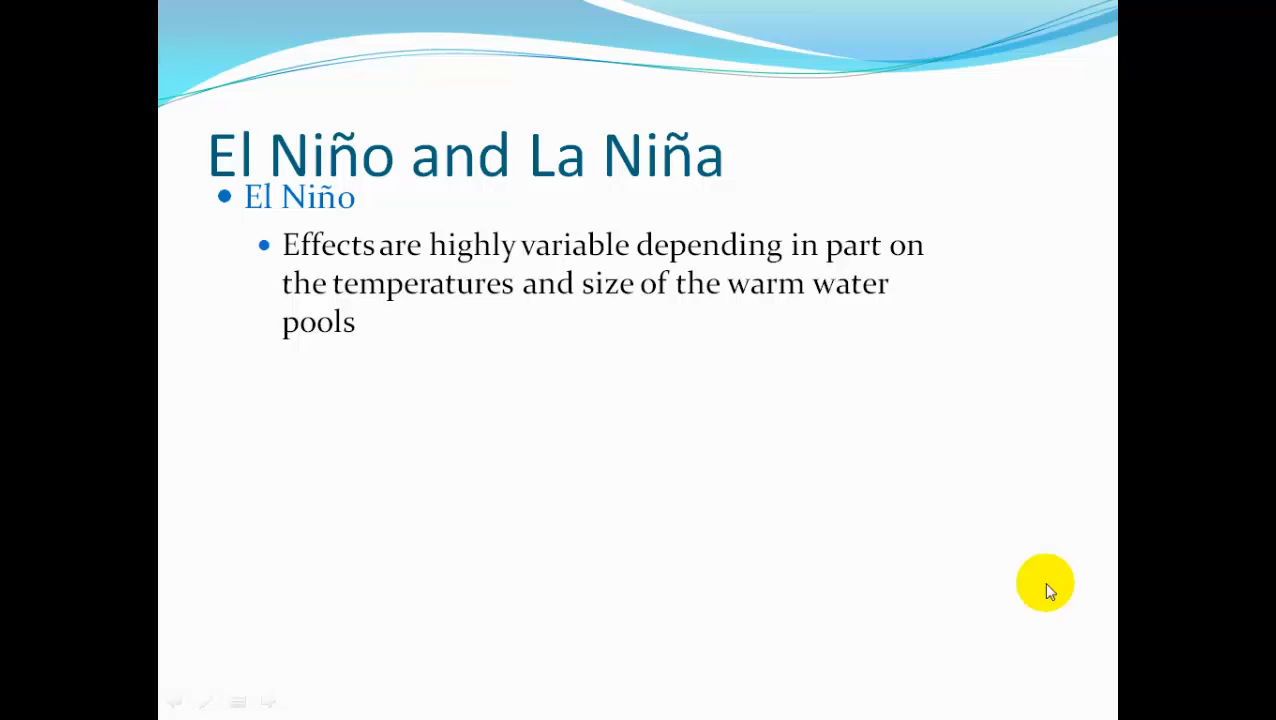 El Niño and La Niña
El Niño
Effects are highly variable depending in part on
the temperatures and size of the warm water
pools